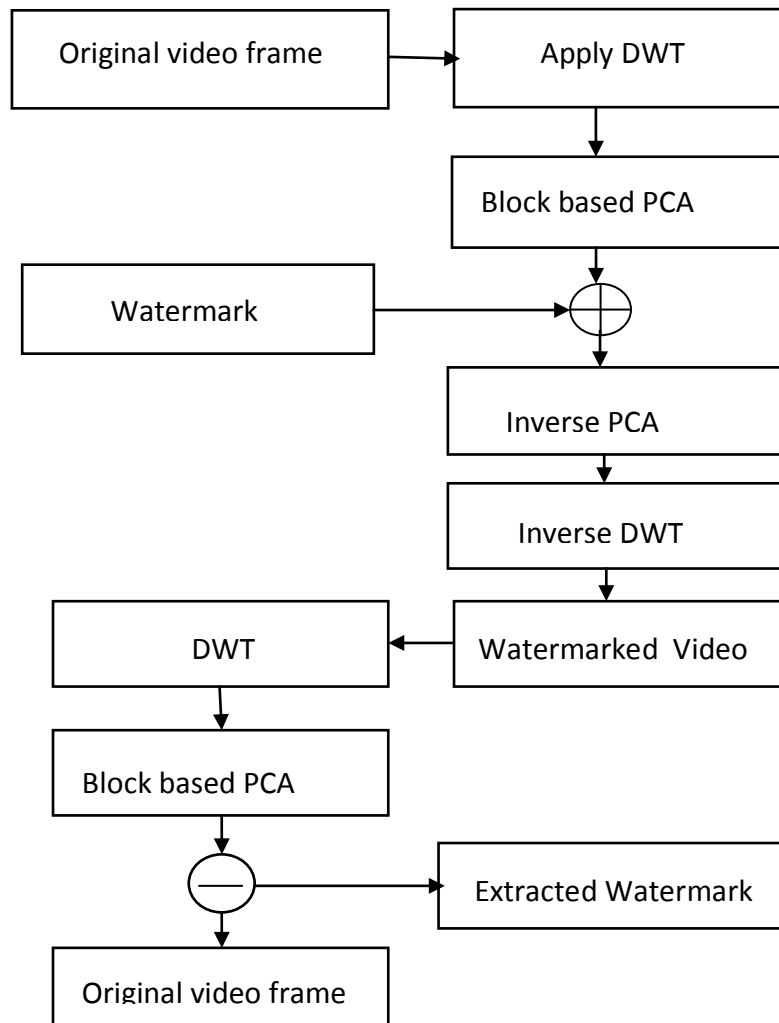 Original video frame
Apply DWT
Block based PCA
Watermark
Inverse PCA
Inverse DWT
Watermarked  Video
DWT
Block based PCA
Extracted Watermark
Original video frame